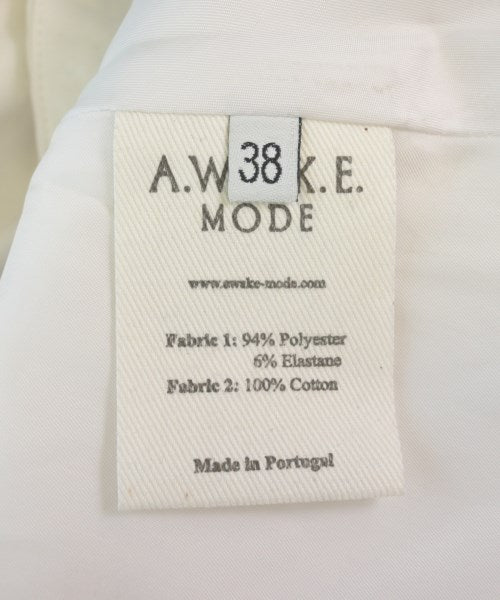 38
A.W K.E.
MODE
www.awake-mode.com
Fabric 1: 94% Polyester
6% Elastane
Fabric 2: 100% Cotton
Made in Portugal